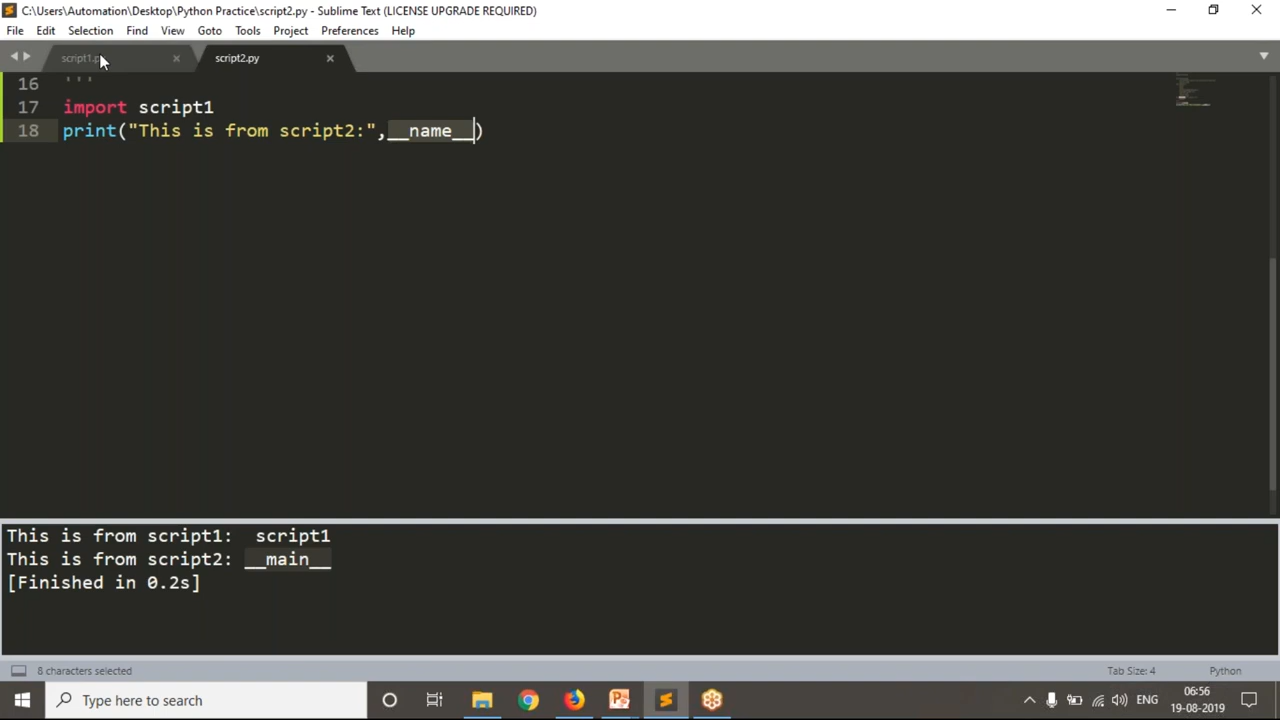 C:\Users\Automation\Desktop\Python Practice\script2.py - Sublime Text (LICENSE UPGRADE REQUIRED)
File Edit Selection Find View Goto Tools Project Preferences Help
script1.p script2.py
16 '''
17 import script1
18 print("This is from script2:",__name__)
This is from script1:  script1
This is from script2: __main__
[Finished in 0.2s]
8 characters selected Tab Size: 4 Python
Type here to search ENG 06:56
19-08-2019